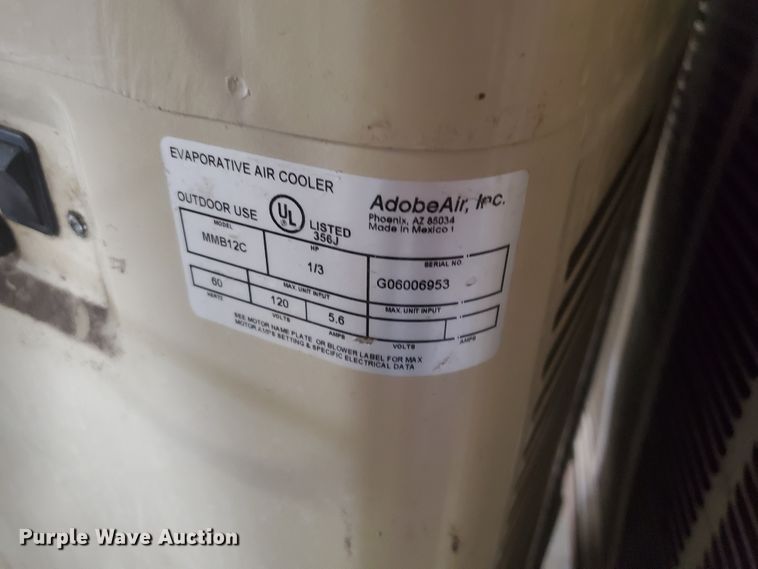 EVAPORATIVE AIR COOLER
OUTDOOR USE
UL
LISTED
356J
AdobeAir, Inc.
Phoenix, AZ 85034
Made in Mexico
MODEL
MMB12C
HP
1/3
SERIAL NO.
G06006953
MAX. UNIT INPUT
60
HERTZ
120
VOLTS
5.6
AMPS
MAX. UNIT INPUT
VOLTS
AMPS
SEE MOTOR NAME PLATE OR BLOWER LABEL FOR MAX
MOTOR AMPS SETTING & SPECIFIC ELECTRICAL DATA
Purple Wave Auction